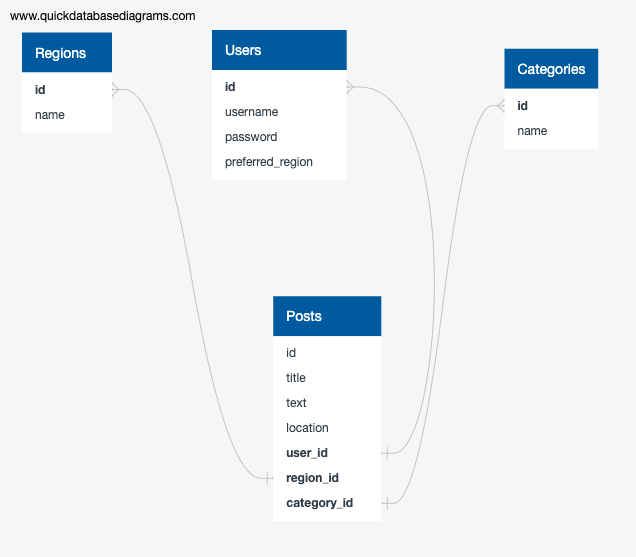 www.quickdatabasediagrams.com
Regions
id
name
Users
id
username
password
preferred_region
Categories
id
name
Posts
id
title
text
location
user_id
region_id
category_id